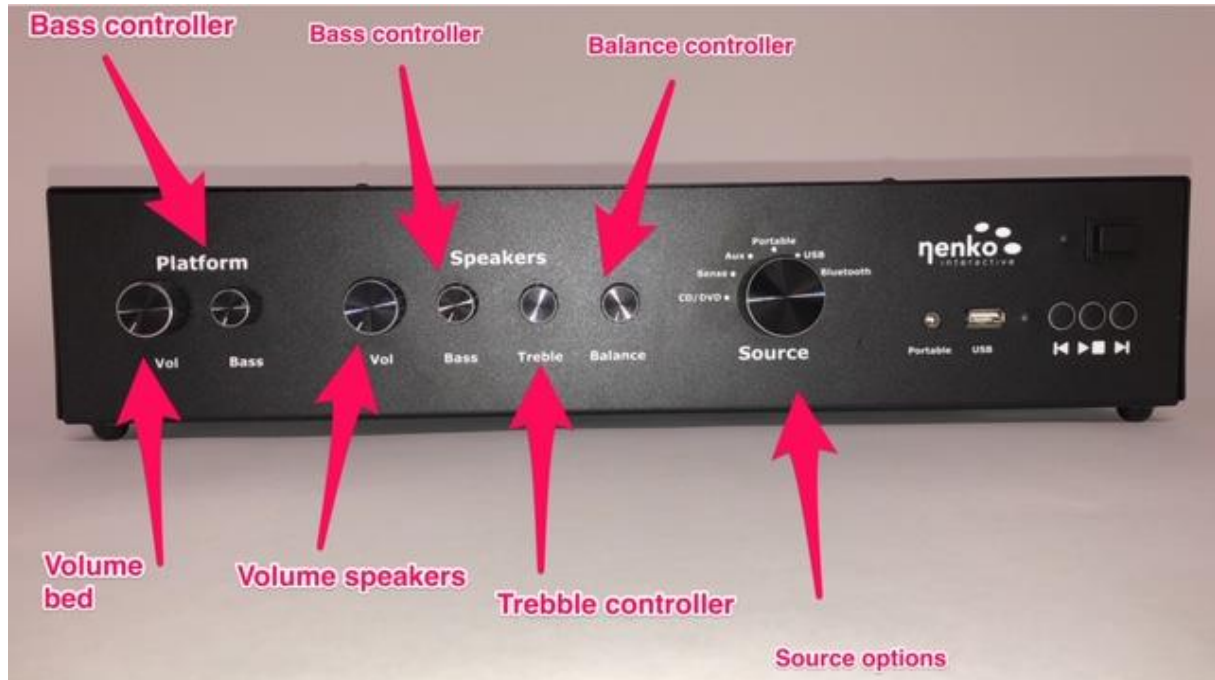 Bass controller
Bass controller
Balance controller
Platform
Vol
Bass
Speakers
Vol
Bass
Treble
Balance
Portable
Aux
USB
Sense
Bluetooth
CD/DVD
Source
nenko
interactive
Portable
USB
Volume
bed
Volume speakers
Trebble controller
Source options